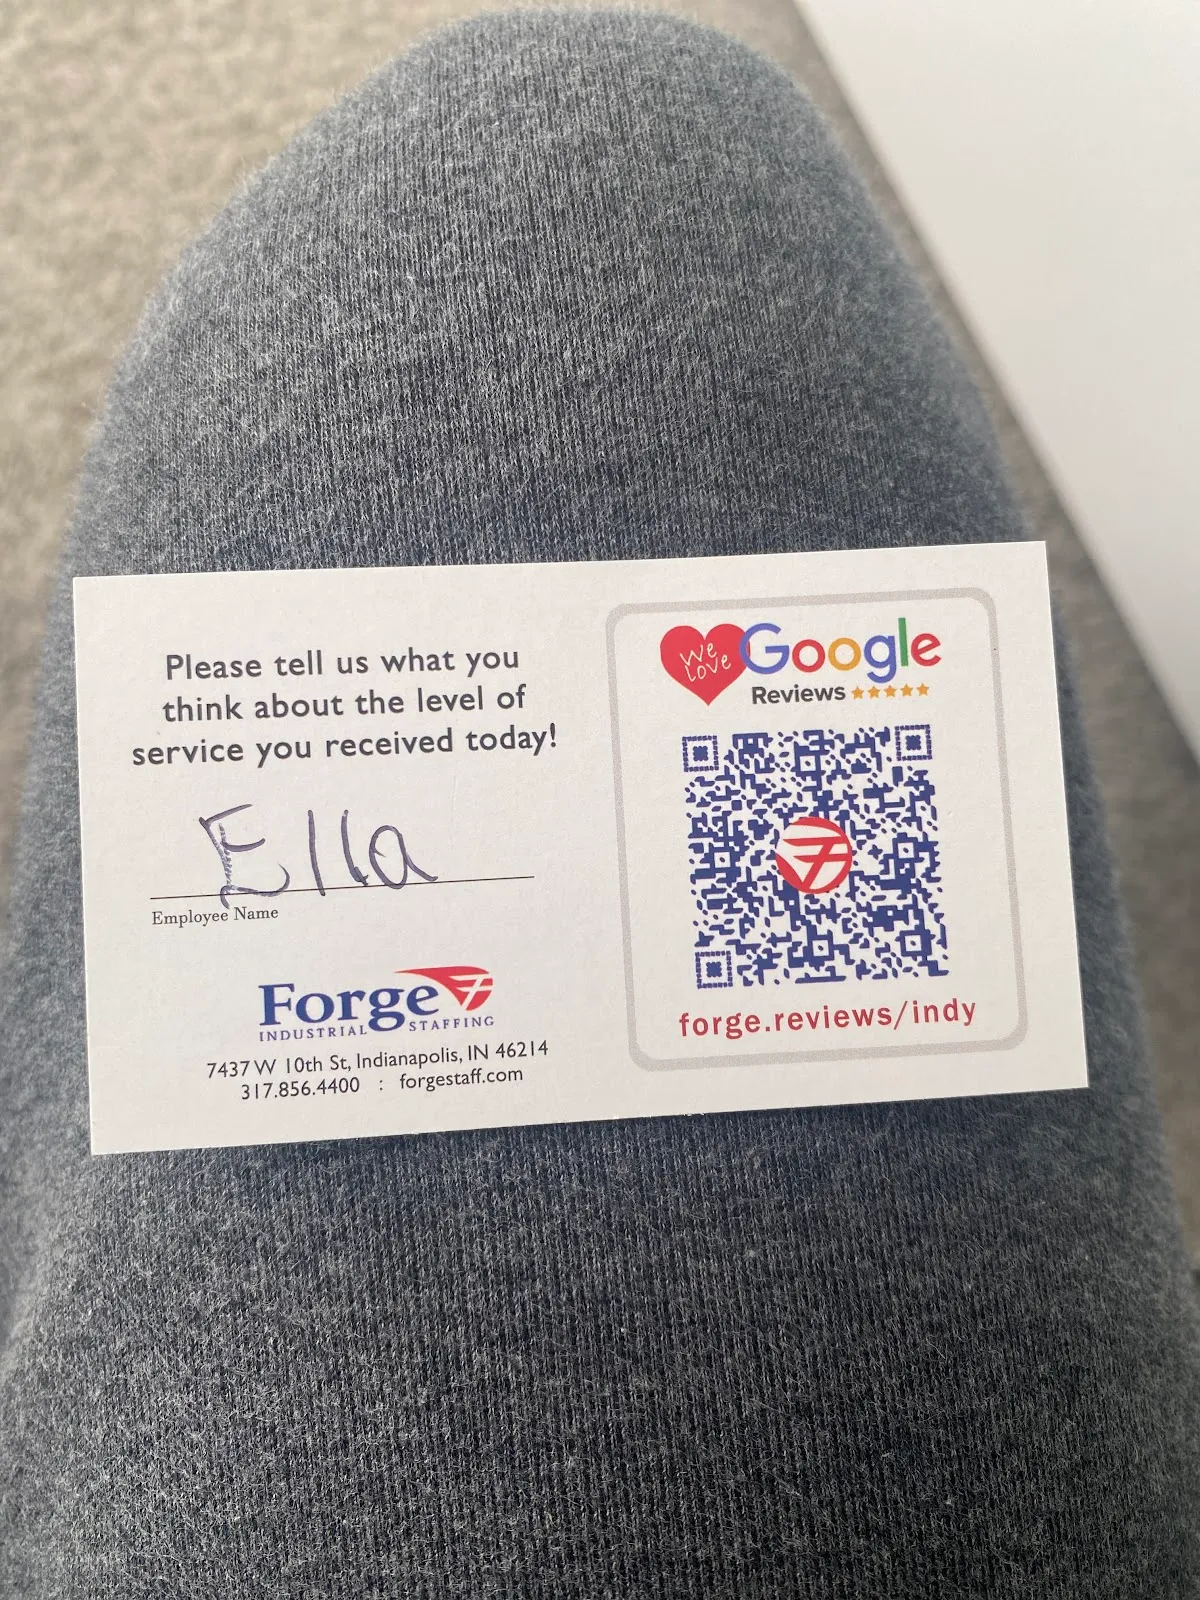 Please tell us what you
think about the level of
service you received today!
Ella
Employee Name
Forge
INDUSTRIAL STAFFING
7437 W 10th St, Indianapolis, IN 46214
317.856.4400 : forgestaff.com
We
Love
Google
Reviews
forge.reviews/indy